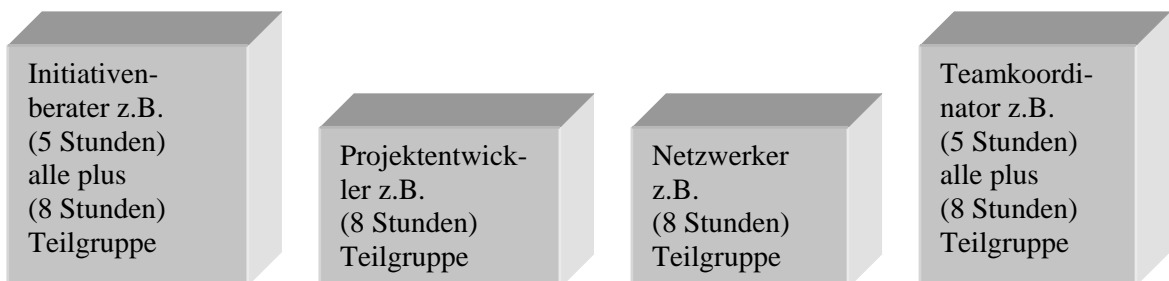 Initiativen-
berater z.B.
(5 Stunden)
alle plus
(8 Stunden)
Teilgruppe
Projektentwick-
ler z.B.
(8 Stunden)
Teilgruppe
Netzwerker
z.B.
(8 Stunden)
Teilgruppe
Teamkoordi-
nator z.B.
(5 Stunden)
alle plus
(8 Stunden)
Teilgruppe